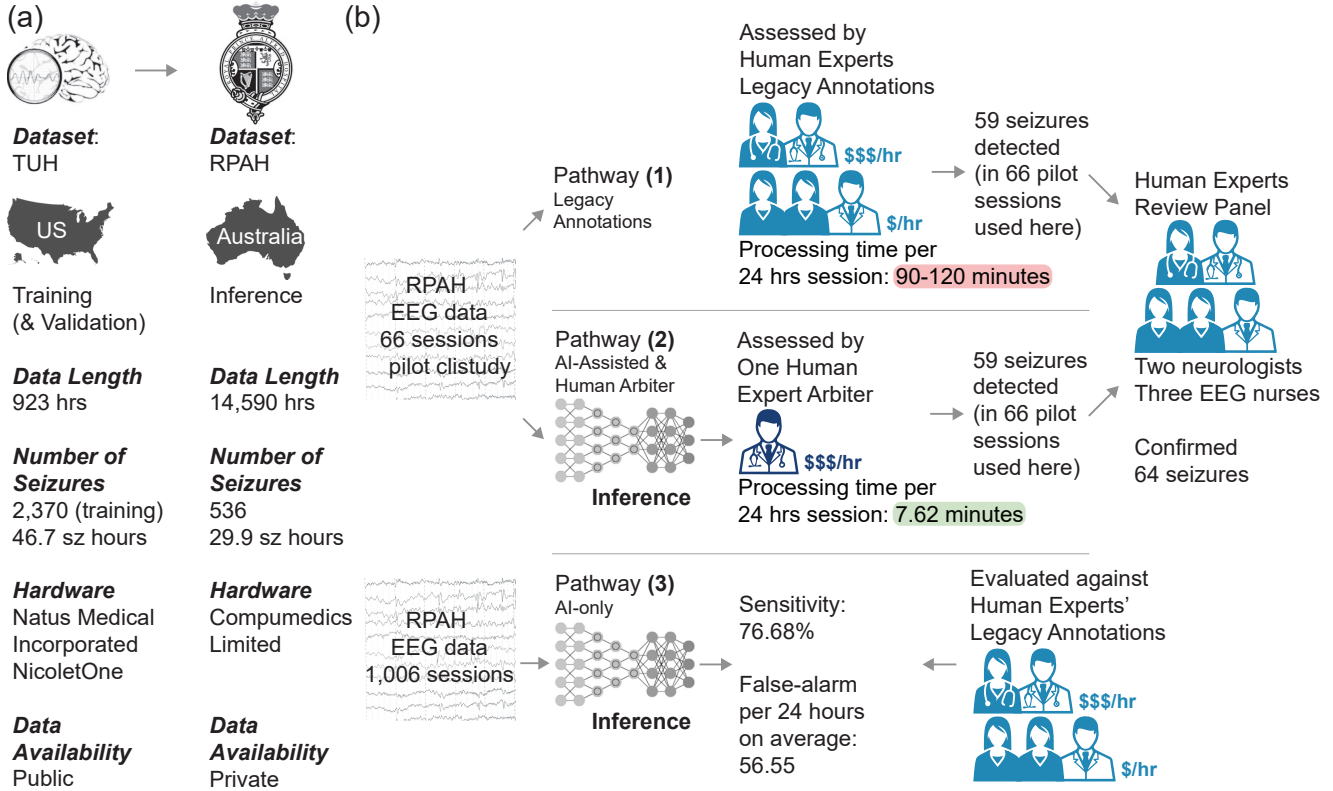 (a)
Dataset:
TUH
US
Training
(& Validation)
Data Length
923 hrs
Number of
Seizures
2,370 (training)
46.7 sz hours
Hardware
Natus Medical
Incorporated
NicoletOne
Data
Availability
Public
Dataset:
RPAH
Australia
Inference
Data Length
14,590 hrs
Number of
Seizures
536
29.9 sz hours
Hardware
Compumedics
Limited
Data
Availability
Private
(b)
RPAH
EEG data
66 sessions
pilot clistudy
Pathway (1)
Legacy
Annotations
Assessed by
Human Experts
Legacy Annotations
$$$/hr
$/hr
Processing time per
24 hrs session: 90-120 minutes
59 seizures
detected
(in 66 pilot
sessions
used here)
Pathway (2)
AI-Assisted &
Human Arbiter
Inference
Assessed by
One Human
Expert Arbiter
$$$/hr
Processing time per
24 hrs session: 7.62 minutes
59 seizures
detected
(in 66 pilot
sessions
used here)
Human Experts
Review Panel
Two neurologists
Three EEG nurses
Confirmed
64 seizures
RPAH
EEG data
1,006 sessions
Pathway (3)
AI-only
Inference
Sensitivity:
76.68%
False-alarm
per 24 hours
on average:
56.55
Evaluated against
Human Experts'
Legacy Annotations
$$$/hr
$/hr